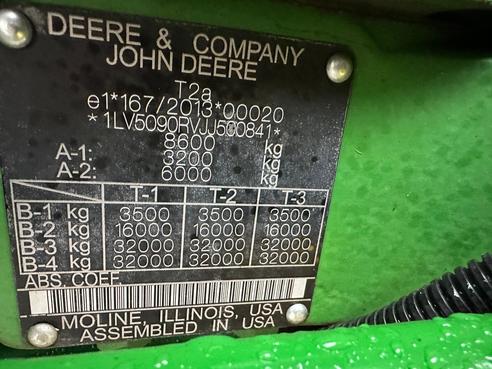 DEERE & COMPANY
JOHN DEERE
T2a
e1*167/2013*00020
*1LV5090RVJJ500841*
8600 kg
A-1: 3200 kg
A-2: 6000 kg
T-1 T-2 T-3
B-1 kg 3500 3500 3500
B-2 kg 16000 16000 16000
B-3 kg 32000 32000 32000
B-4 kg 32000 32000 32000
ABS. COEF.
MOLINE, ILLINOIS, USA
ASSEMBLED IN USA